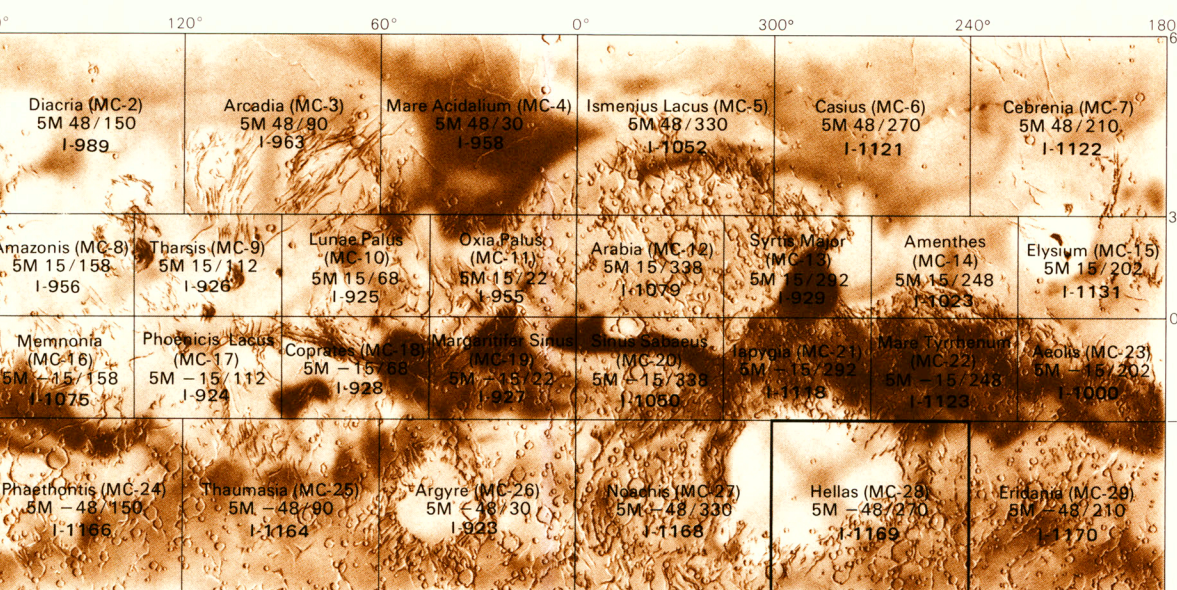 120°
60°
0°
300°
240°
180
Diacria (MC-2)
5M 48/150
I-989
Arcadia (MC-3)
5M 48/90
I-963
Mare Acidalium (MC-4)
5M 48/30
I-958
Ismenius Lacus (MC-5)
5M 48/330
I-1052
Casius (MC-6)
5M 48/270
I-1121
Cebrenia (MC-7)
5M 48/210
I-1122
Amazonis (MC-8)
5M 15/158
I-956
Tharsis (MC-9)
5M 15/112
I-926
Lunae Palus
(MC-10)
5M 15/68
I-925
Oxia Palus
(MC-11)
5M 15/22
I-955
Arabia (MC-12)
5M 15/338
I-1079
Syrtis Major
(MC-13)
5M 15/292
I-929
Amenthes
(MC-14)
5M 15/248
I-1023
Elysium (MC-15)
5M 15/202
I-1131
Memnonia
(MC-16)
5M −15/158
I-1075
Phoenicis Lacus
(MC-17)
5M −15/112
I-924
Coprates (MC-18)
5M −15/68
I-928
Margaritifer Sinus
(MC-19)
5M −15/22
I-927
Sinus Sabaeus
(MC-20)
5M −15/338
I-1050
Iapygia (MC-21)
5M −15/292
I-1118
Mare Tyrrhenum
(MC-22)
5M −15/248
I-1123
Aeolis (MC-23)
5M −15/202
I-1000
Phaethontis (MC-24)
5M −48/150
I-1166
Thaumasia (MC-25)
5M −48/90
I-1164
Argyre (MC-26)
5M −48/30
I-923
Noachis (MC-27)
5M −48/330
I-1168
Hellas (MC-28)
5M −48/270
I-1169
Eridania (MC-29)
5M −48/210
I-1170